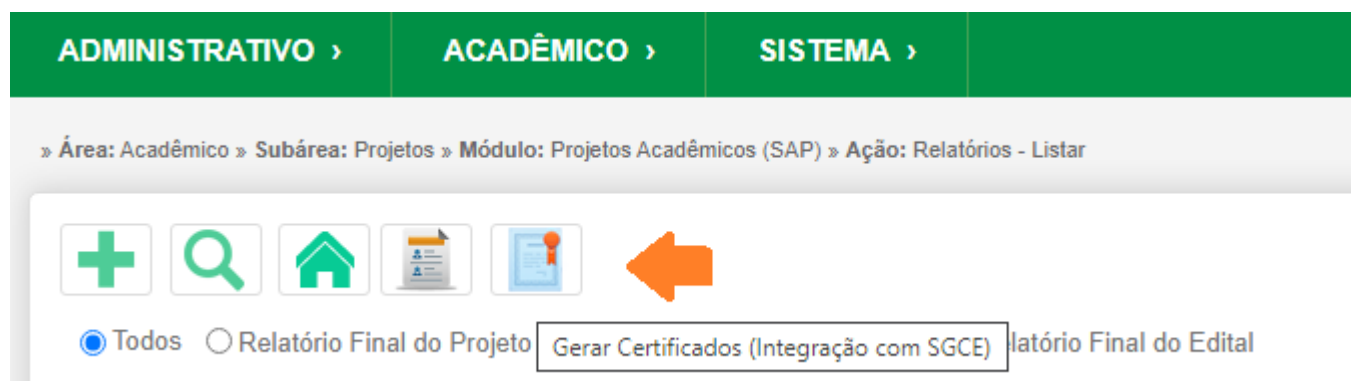 ADMINISTRATIVO › ACADÊMICO › SISTEMA ›
» Área: Acadêmico » Subárea: Projetos » Módulo: Projetos Acadêmicos (SAP) » Ação: Relatórios - Listar
Todos Relatório Final do Projeto Gerar Certificados (Integração com SGCE) latório Final do Edital